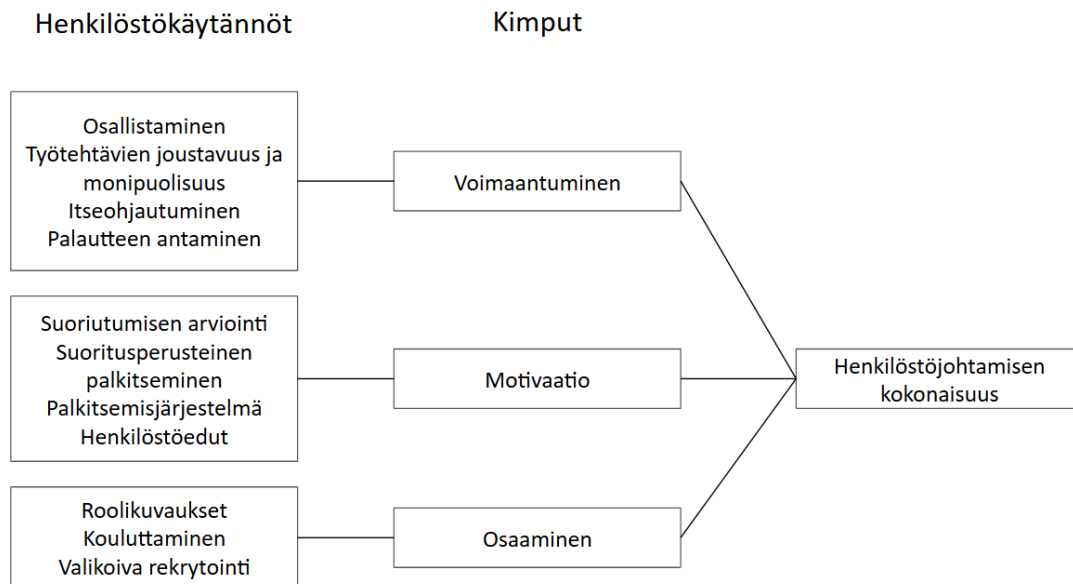 Henkilöstökäytännöt
Kimput
Osallistaminen
Työtehtävien joustavuus ja
monipuolisuus
Itseohjautuminen
Palautteen antaminen
Voimaantuminen
Suoriutumisen arviointi
Suoritusperusteinen
palkitseminen
Palkitsemisjärjestelmä
Henkilöstöedut
Motivaatio
Henkilöstöjohtamisen
kokonaisuus
Roolikuvaukset
Kouluttaminen
Valikoiva rekrytointi
Osaaminen